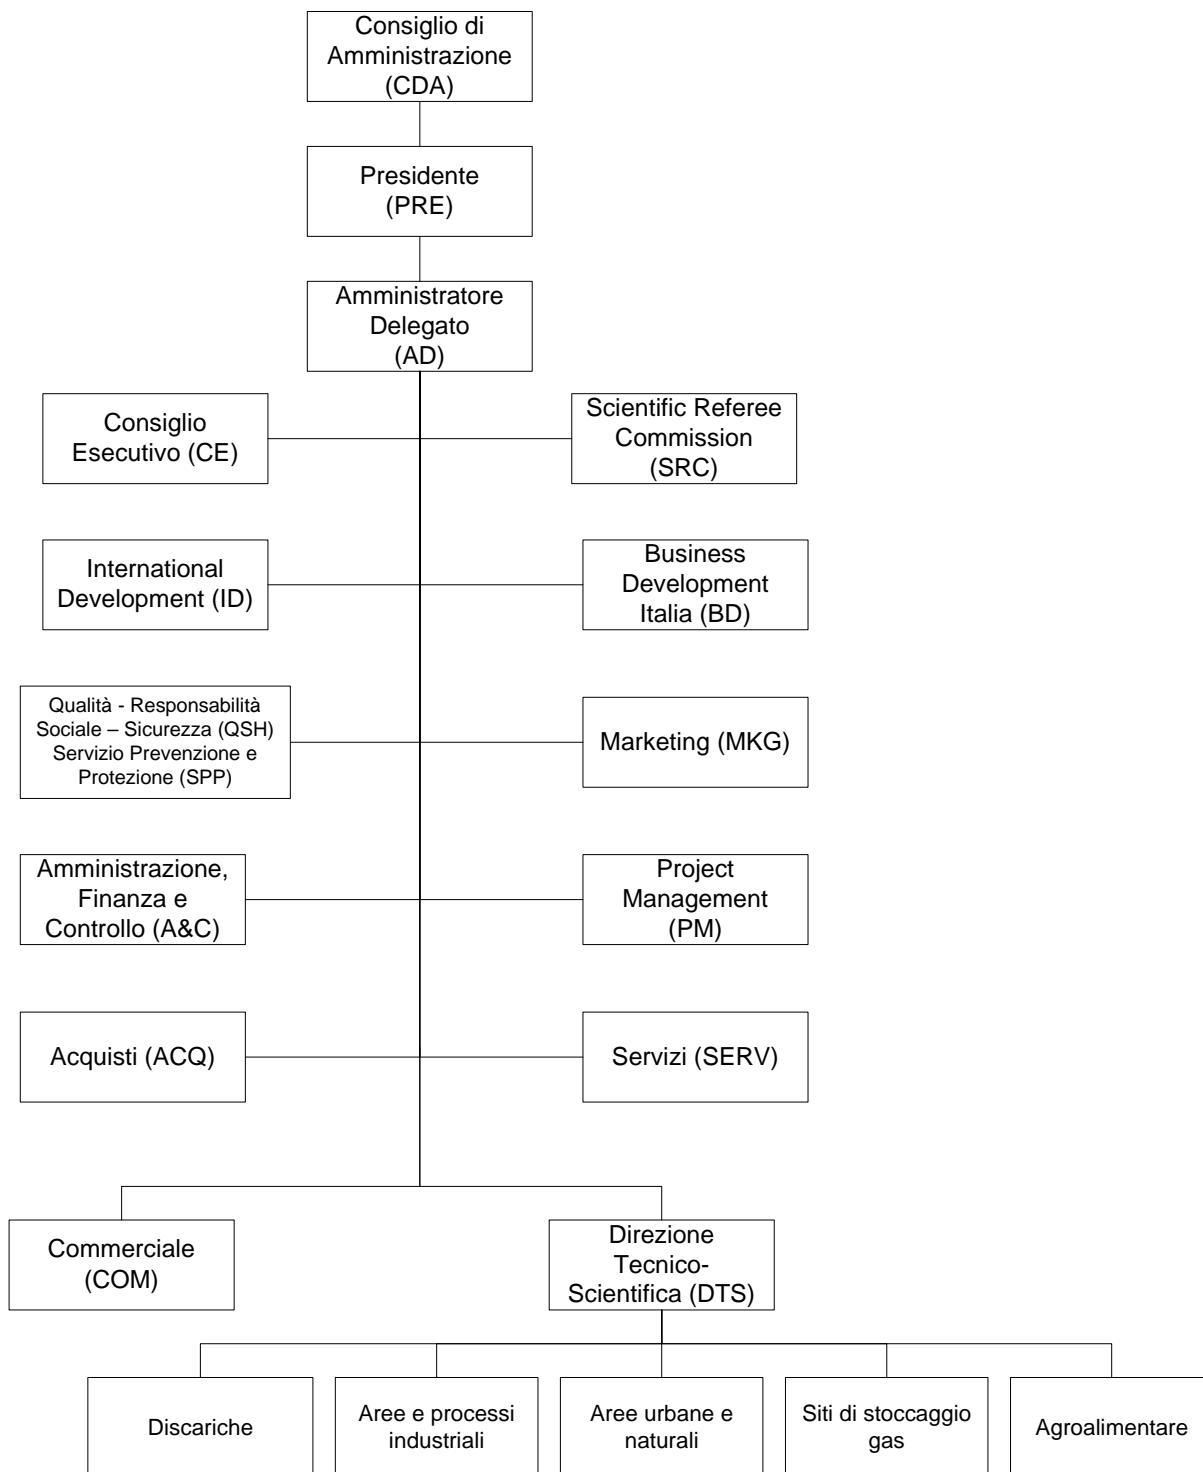 Consiglio di
Amministrazione
(CDA)
Presidente
(PRE)
Amministratore
Delegato
(AD)
Consiglio
Esecutivo (CE)
Scientific Referee
Commission
(SRC)
International
Development (ID)
Business
Development
Italia (BD)
Qualità - Responsabilità
Sociale – Sicurezza (QSH)
Servizio Prevenzione e
Protezione (SPP)
Marketing (MKG)
Amministrazione,
Finanza e
Controllo (A&C)
Project
Management
(PM)
Acquisti (ACQ)
Servizi (SERV)
Commerciale
(COM)
Direzione
Tecnico-
Scientifica (DTS)
Discariche
Aree e processi
industriali
Aree urbane e
naturali
Siti di stoccaggio
gas
Agroalimentare